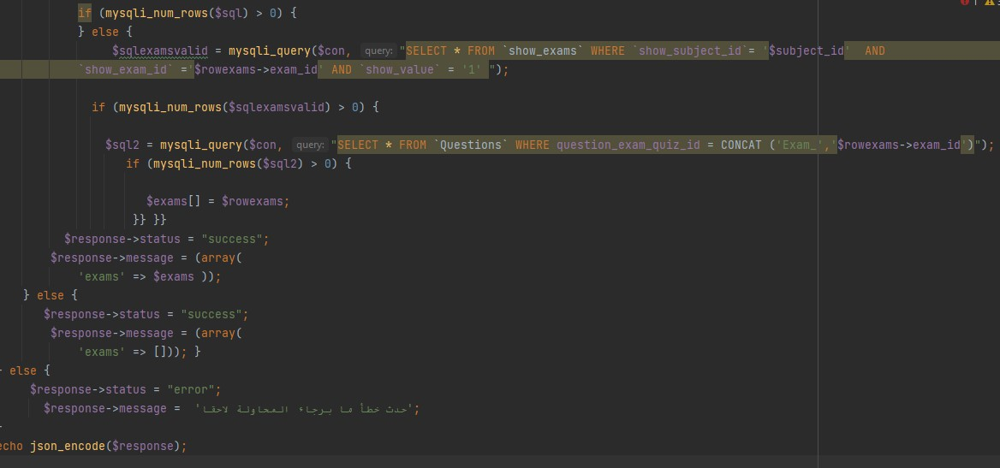 if (mysqli_num_rows($sql) > 0) {
} else {
$sqlexamsvalid = mysqli_query($con, query: "SELECT * FROM `show_exams` WHERE `show_subject_id`= '$subject_id' AND
`show_exam_id` ='$rowexams->exam_id' AND `show_value` = '1' ");
if (mysqli_num_rows($sqlexamsvalid) > 0) {
$sql2 = mysqli_query($con, query: "SELECT * FROM `Questions` WHERE question_exam_quiz_id = CONCAT ('Exam_','$rowexams->exam_id')");
if (mysqli_num_rows($sql2) > 0) {
$exams[] = $rowexams;
}} }}
$response->status = "success";
$response->message = (array(
'exams' => $exams ));
} else {
$response->status = "success";
$response->message = (array(
'exams' => [])); }
else {
$response->status = "error";
$response->message = 'حدث خطأ ما برجاء المحاولة لاحقا';
echo json_encode($response);